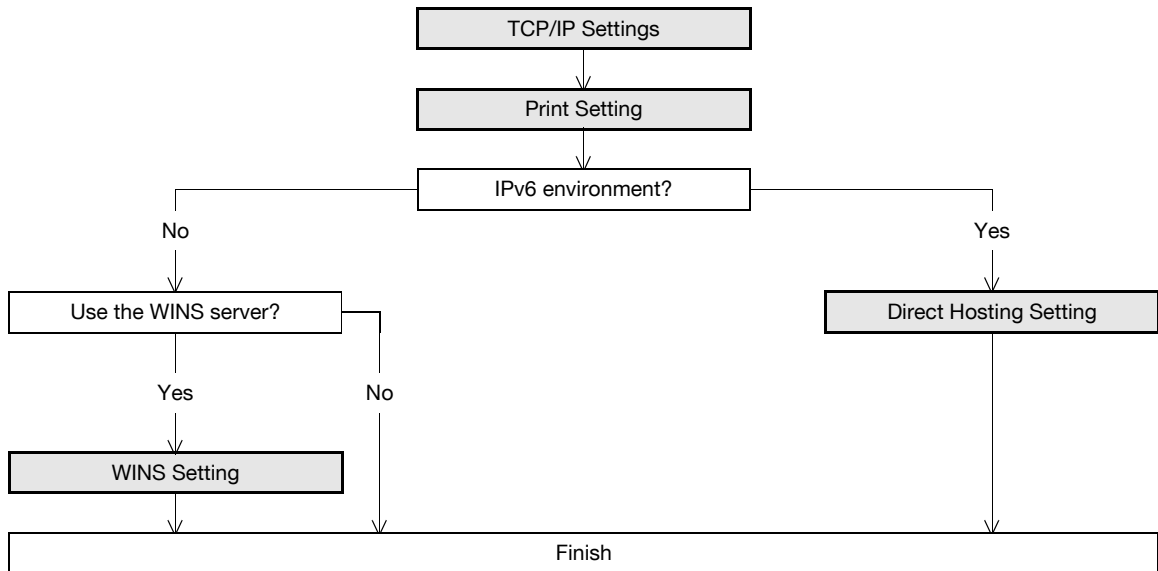 TCP/IP Settings
Print Setting
IPv6 environment?
No
Yes
Use the WINS server?
Direct Hosting Setting
Yes
No
WINS Setting
Finish